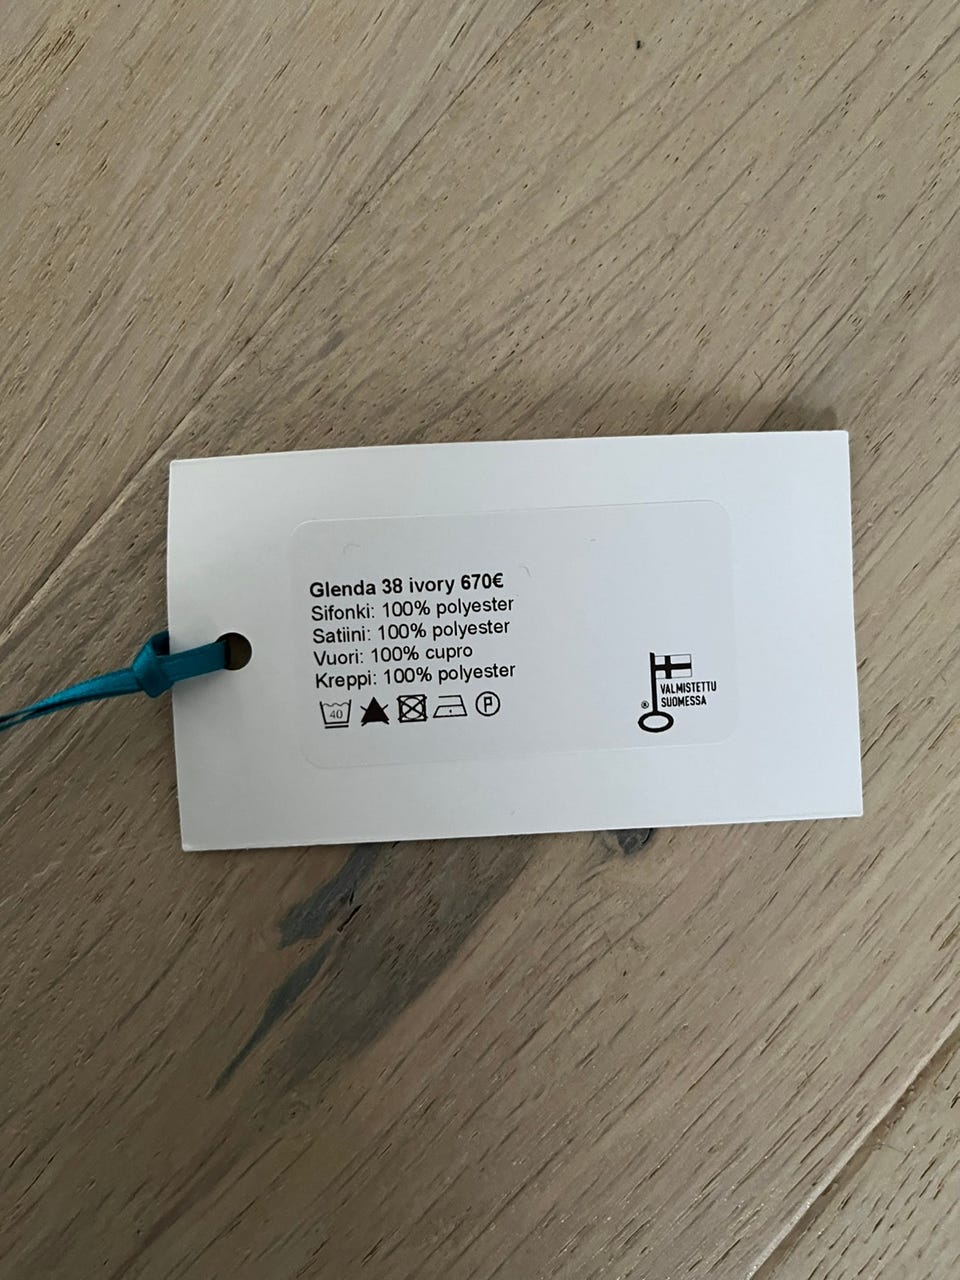 Glenda 38 ivory 670€
Sifonki: 100% polyester
Satiini: 100% polyester
Vuori: 100% cupro
Kreppi: 100% polyester
40 P
VALMISTETTU
® SUOMESSA